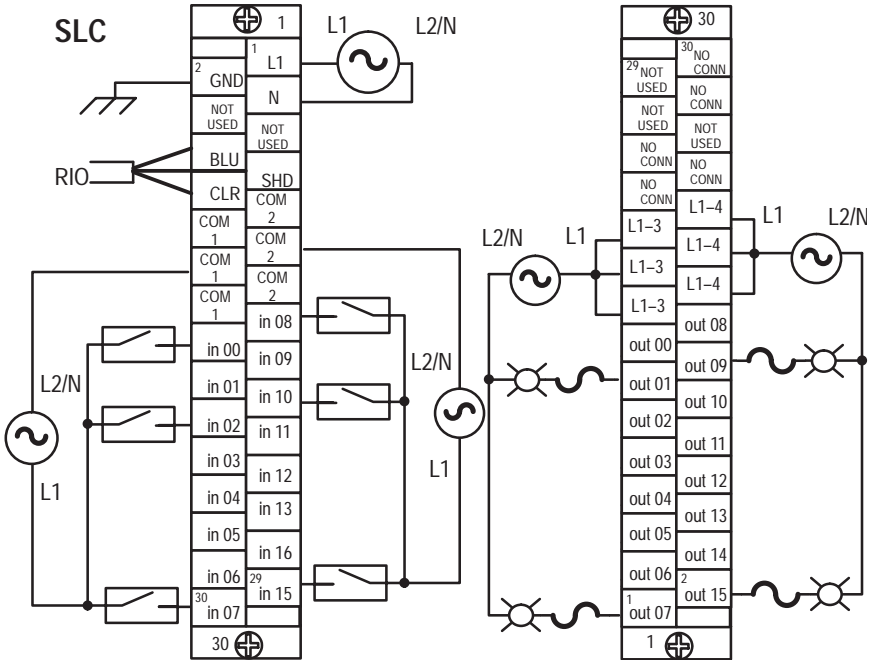 SLC
1
L1
L2/N
1
L1
2
GND
N
NOT
USED
NOT
USED
RIO
BLU
CLR
SHD
COM
1
COM
2
COM
1
COM
2
COM
1
COM
2
in 00
in 08
in 01
in 09
in 02
in 10
in 03
in 11
in 04
in 12
in 05
in 13
in 06
in 16
30
in 07
29
in 15
30
L2/N
L1
L2/N
L1
30
29
NOT
USED
30
NO
CONN
NOT
USED
NO
CONN
NO
CONN
NOT
USED
NO
CONN
NO
CONN
L1–3
L1–4
L1–3
L1–4
L1–3
L1–4
L2/N
L1
L1
L2/N
out 00
out 08
out 01
out 09
out 02
out 10
out 03
out 11
out 04
out 12
out 05
out 13
out 06
out 14
1
out 07
2
out 15
1